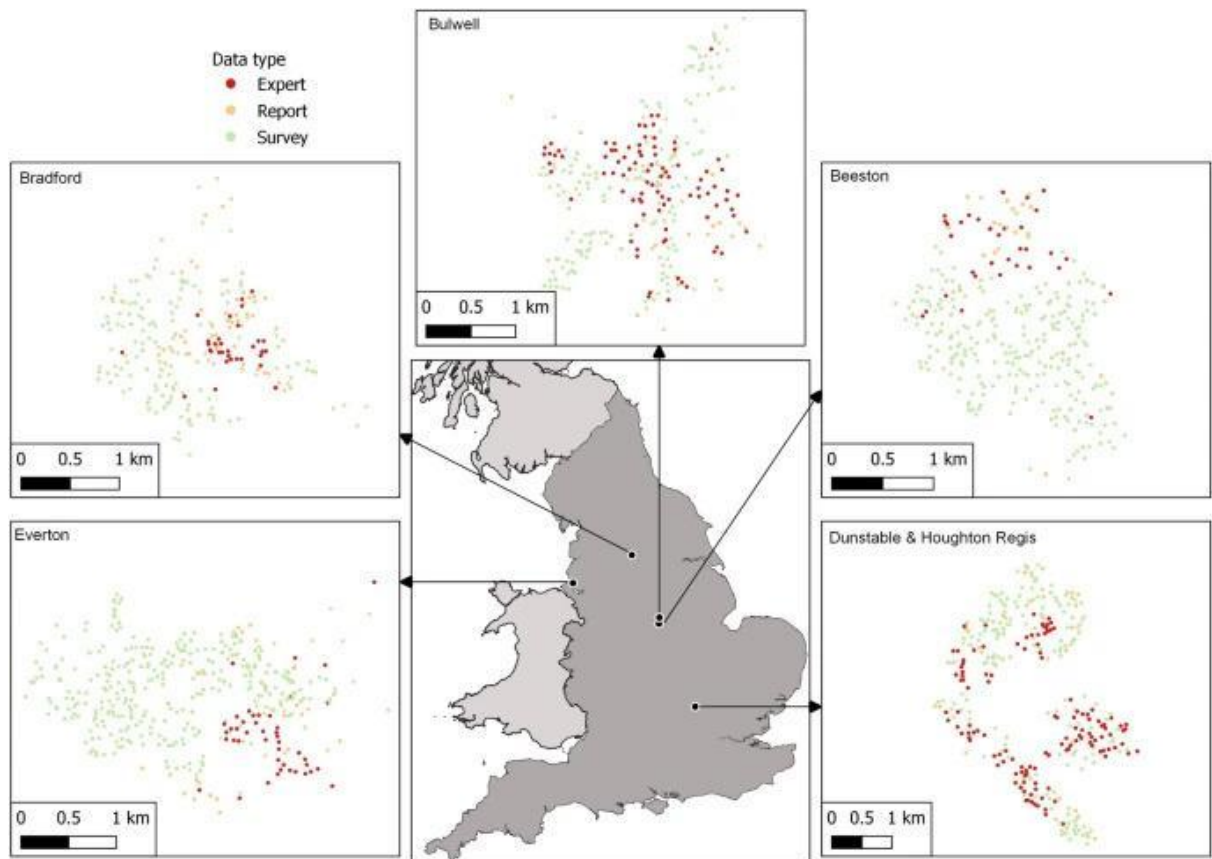 Bulwell
Data type
Expert
Report
Survey
0 0.5 1 km
Bradford
0 0.5 1 km
Beeston
0 0.5 1 km
Everton
0 0.5 1 km
Dunstable & Houghton Regis
0 0.5 1 km